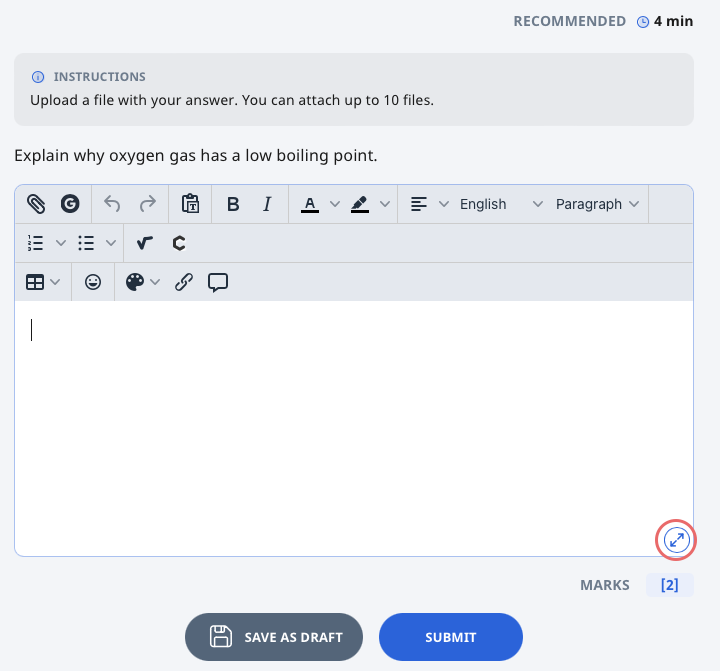 RECOMMENDED 4 min
INSTRUCTIONS
Upload a file with your answer. You can attach up to 10 files.
Explain why oxygen gas has a low boiling point.
B I A English Paragraph
MARKS [2]
SAVE AS DRAFT SUBMIT